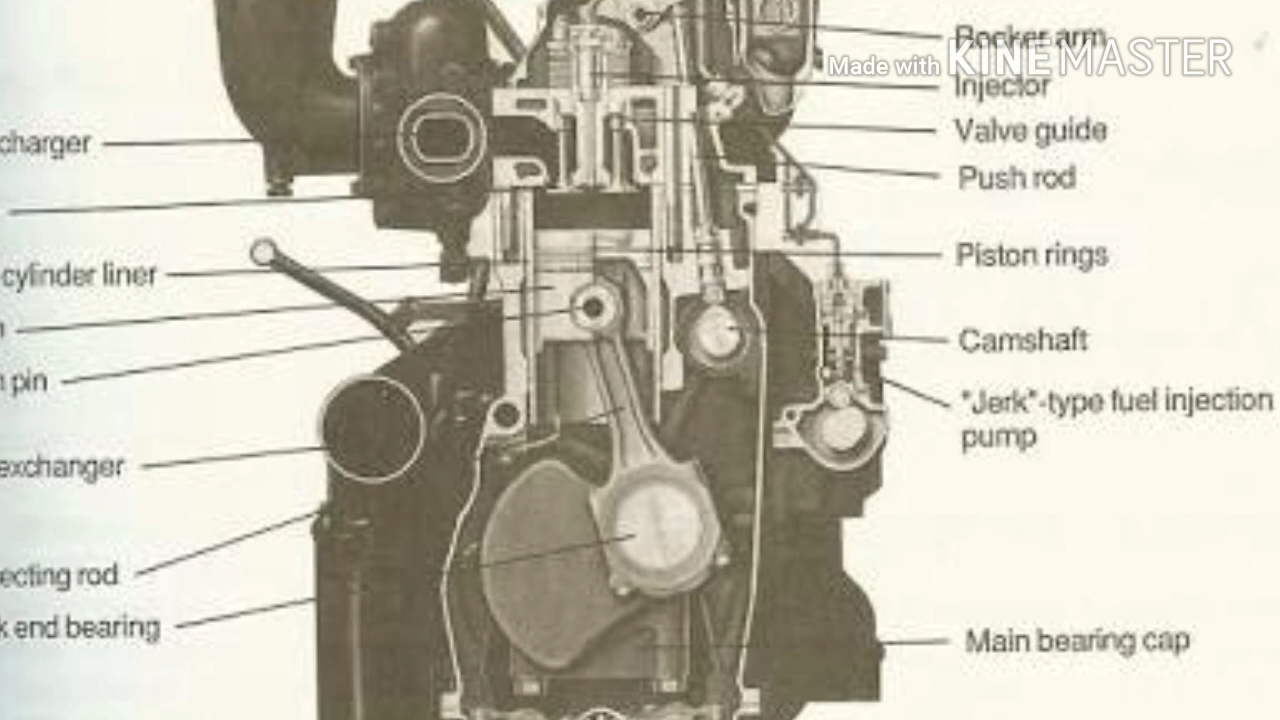 Rocker arm
Made with KINEMASTER
Injector
charger
Valve guide
Push rod
cylinder liner
Piston rings
n
n pin
Camshaft
"Jerk"-type fuel injection
pump
exchanger
ecting rod
k end bearing
Main bearing cap